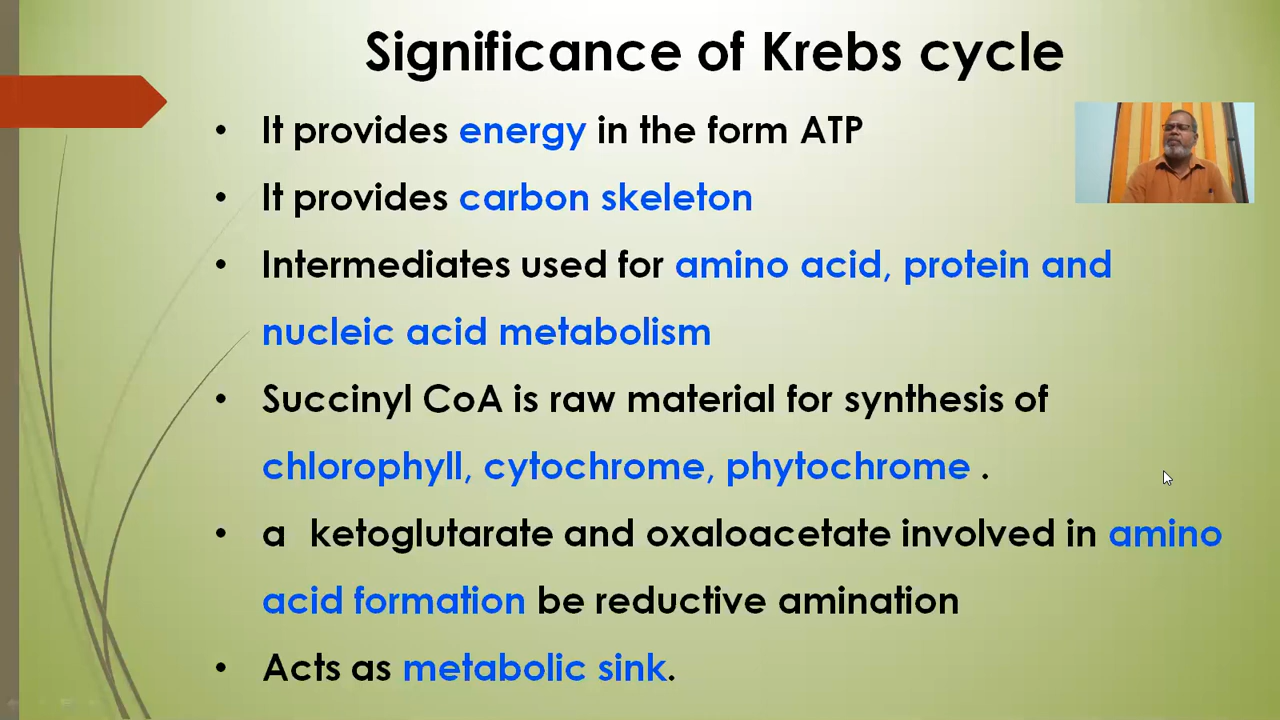 Significance of Krebs cycle
• It provides energy in the form ATP
• It provides carbon skeleton
• Intermediates used for amino acid, protein and
nucleic acid metabolism
• Succinyl CoA is raw material for synthesis of
chlorophyll, cytochrome, phytochrome .
• a ketoglutarate and oxaloacetate involved in amino
acid formation be reductive amination
• Acts as metabolic sink.